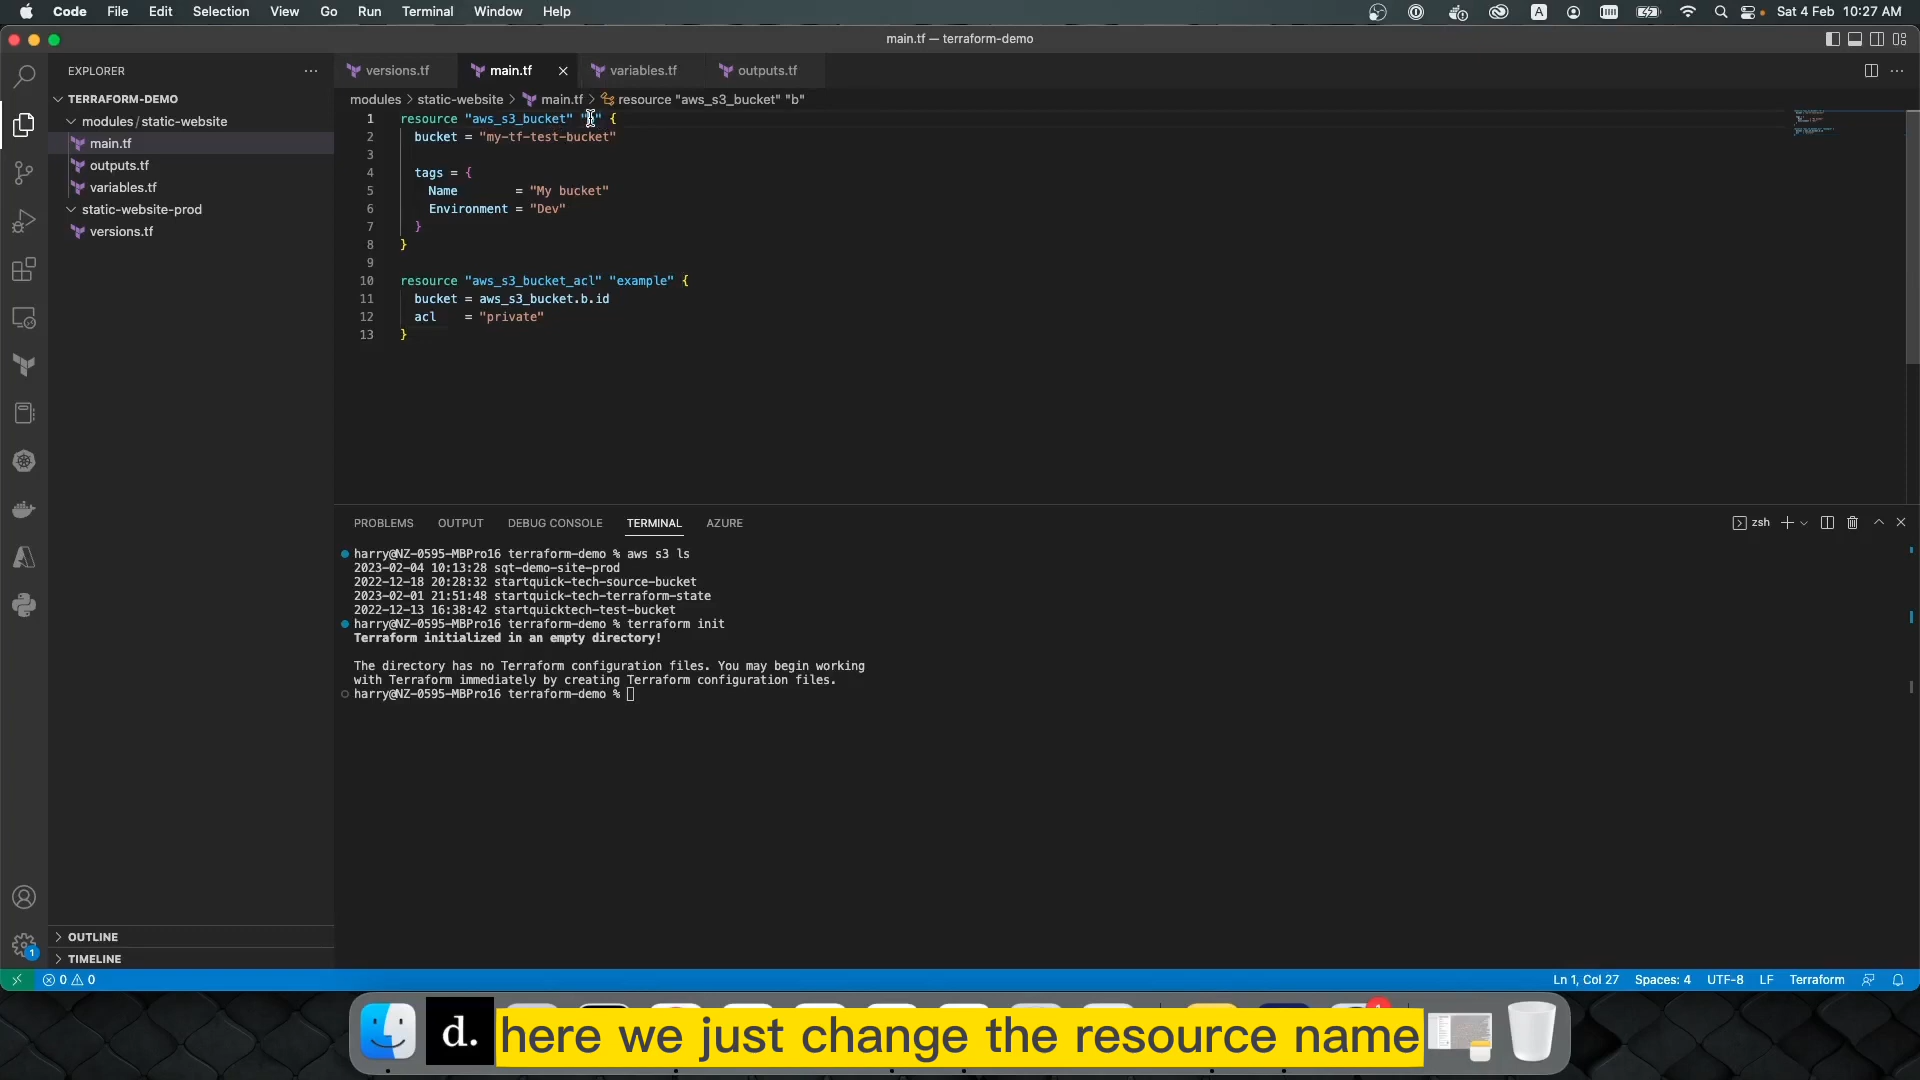 Code File Edit Selection View Go Run Terminal Window Help
A
Sat 4 Feb 10:27 AM
main.tf — terraform-demo
EXPLORER
TERRAFORM-DEMO
modules / static-website
main.tf
outputs.tf
variables.tf
static-website-prod
versions.tf
OUTLINE
TIMELINE
versions.tf main.tf variables.tf outputs.tf
modules > static-website > main.tf > resource "aws_s3_bucket" "b"
1 resource "aws_s3_bucket" "b" {
2 bucket = "my-tf-test-bucket"
3
4 tags = {
5 Name = "My bucket"
6 Environment = "Dev"
7 }
8 }
9
10 resource "aws_s3_bucket_acl" "example" {
11 bucket = aws_s3_bucket.b.id
12 acl = "private"
13 }
PROBLEMS OUTPUT DEBUG CONSOLE TERMINAL AZURE
zsh
harry@NZ-0595-MBPro16 terraform-demo % aws s3 ls
2023-02-04 10:13:28 sqt-demo-site-prod
2022-12-18 20:28:32 startquick-tech-source-bucket
2023-02-01 21:51:48 startquick-tech-terraform-state
2022-12-13 16:38:42 startquicktech-test-bucket
harry@NZ-0595-MBPro16 terraform-demo % terraform init
Terraform initialized in an empty directory!
The directory has no Terraform configuration files. You may begin working
with Terraform immediately by creating Terraform configuration files.
harry@NZ-0595-MBPro16 terraform-demo %
1
0 0
Ln 1, Col 27 Spaces: 4 UTF-8 LF Terraform
d. here we just change the resource name